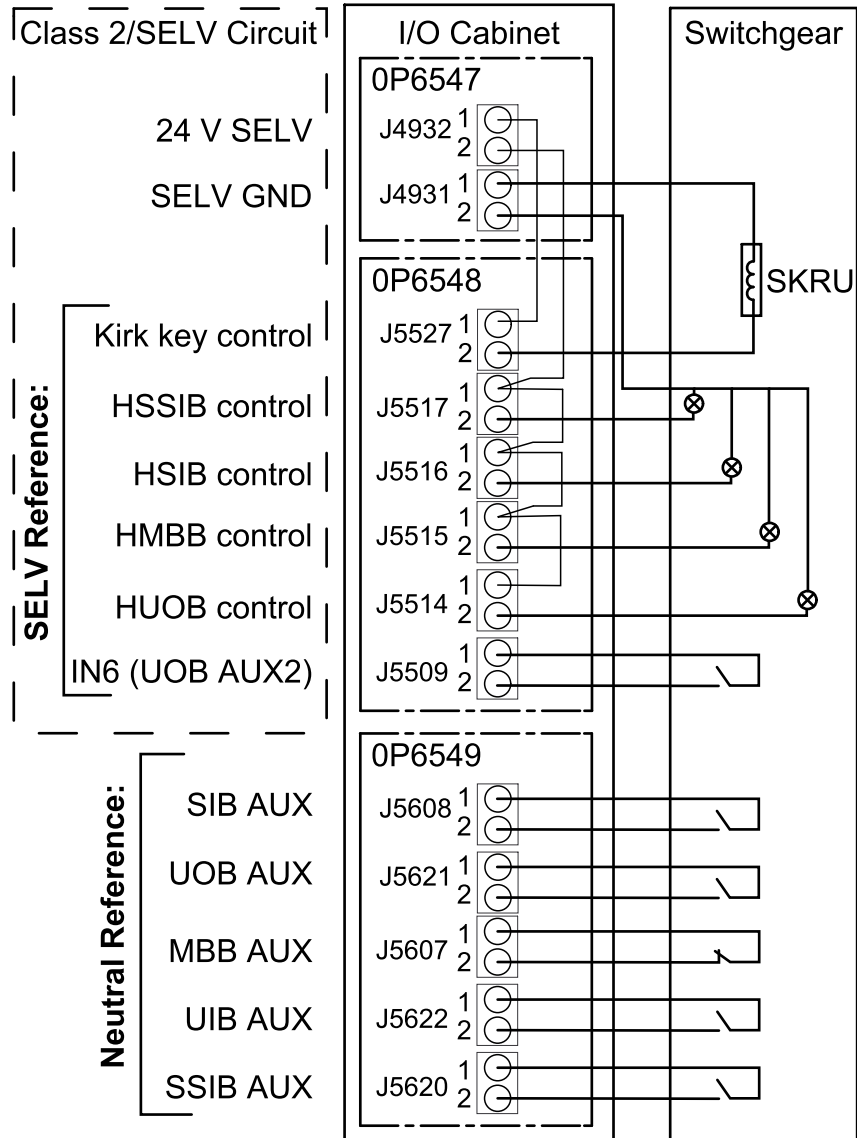 Class 2/SELV Circuit
I/O Cabinet
Switchgear
0P6547
24 V SELV
J4932 1
2
SELV GND
J4931 1
2
0P6548
SKRU
SELV Reference:
Kirk key control
J5527 1
2
HSSIB control
J5517 1
2
HSIB control
J5516 1
2
HMBB control
J5515 1
2
HUOB control
J5514 1
2
IN6 (UOB AUX2)
J5509 1
2
0P6549
Neutral Reference:
SIB AUX
J5608 1
2
UOB AUX
J5621 1
2
MBB AUX
J5607 1
2
UIB AUX
J5622 1
2
SSIB AUX
J5620 1
2